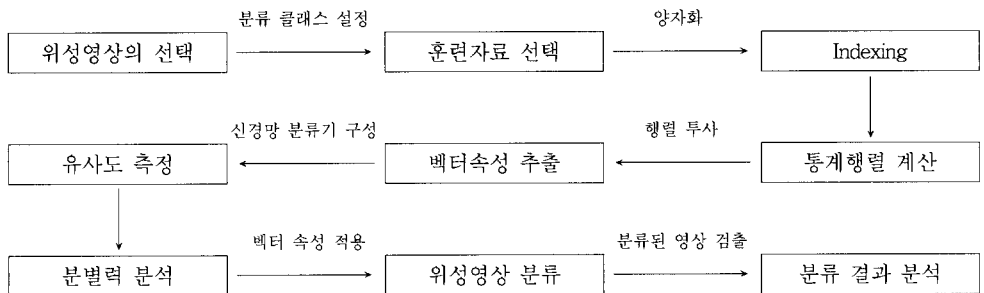 분류 클래스 설정
양자화
위성영상의 선택
훈련자료 선택
Indexing
신경망 분류기 구성
행렬 투사
유사도 측정
벡터속성 추출
통계행렬 계산
벡터 속성 적용
분류된 영상 검출
분별력 분석
위성영상 분류
분류 결과 분석